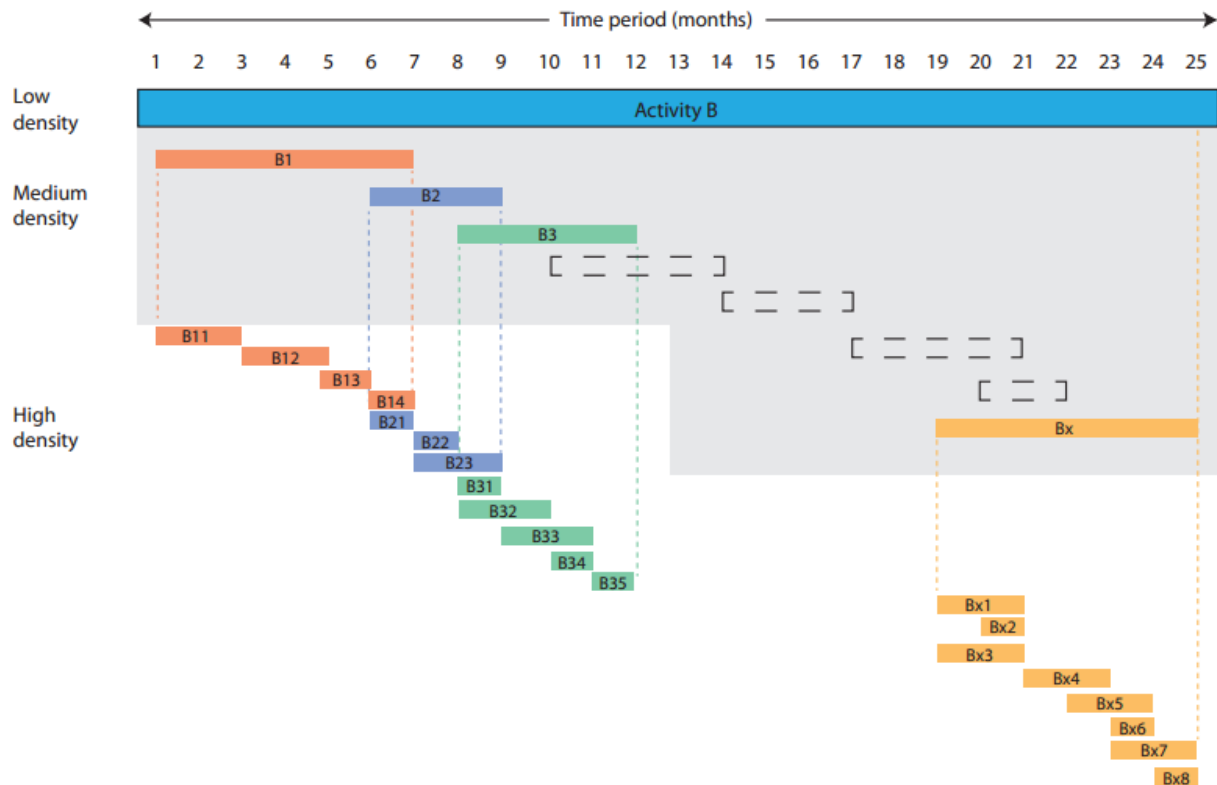 Time period (months)
1 2 3 4 5 6 7 8 9 10 11 12 13 14 15 16 17 18 19 20 21 22 23 24 25
Low
density
Activity B
B1
Medium
density
B2
B3
B11
B12
B13
B14
High
density
B21
B22
B23
Bx
B31
B32
B33
B34
B35
Bx1
Bx2
Bx3
Bx4
Bx5
Bx6
Bx7
Bx8